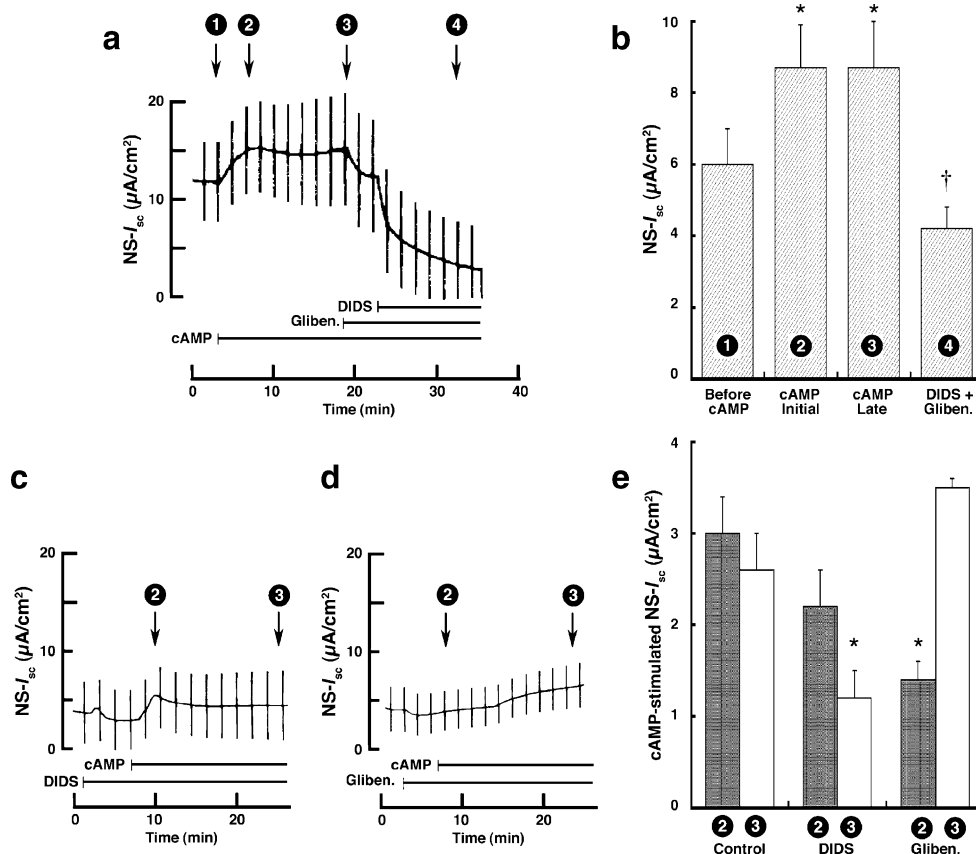 a
1 2 3 4
NS-Isc (µA/cm²)
20
10
0
DIDS
Gliben.
cAMP
0 10 20 30 40
Time (min)
b
NS-Isc (µA/cm²)
10
8
6
4
2
0
* * †
1 2 3 4
Before cAMP
cAMP Initial
cAMP Late
DIDS + Gliben.
c
NS-Isc (µA/cm²)
20
10
0
2 3
cAMP
DIDS
0 10 20
Time (min)
d
NS-Isc (µA/cm²)
20
10
0
2 3
cAMP
Gliben.
0 10 20
Time (min)
e
cAMP-stimulated NS-Isc (µA/cm²)
4
3
2
1
0
* *
2 3 2 3 2 3
Control DIDS Gliben.